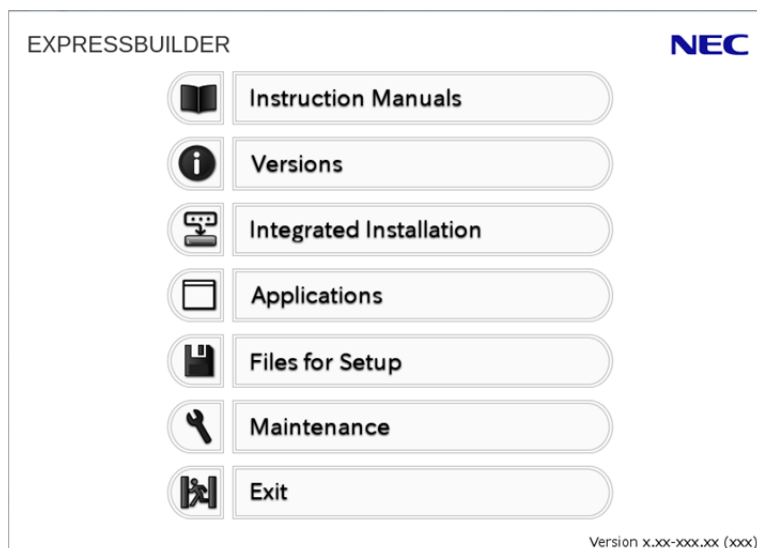 EXPRESSBUILDER
NEC
Instruction Manuals
Versions
Integrated Installation
Applications
Files for Setup
Maintenance
Exit
Version x.xx-xxx.xx (xxx)